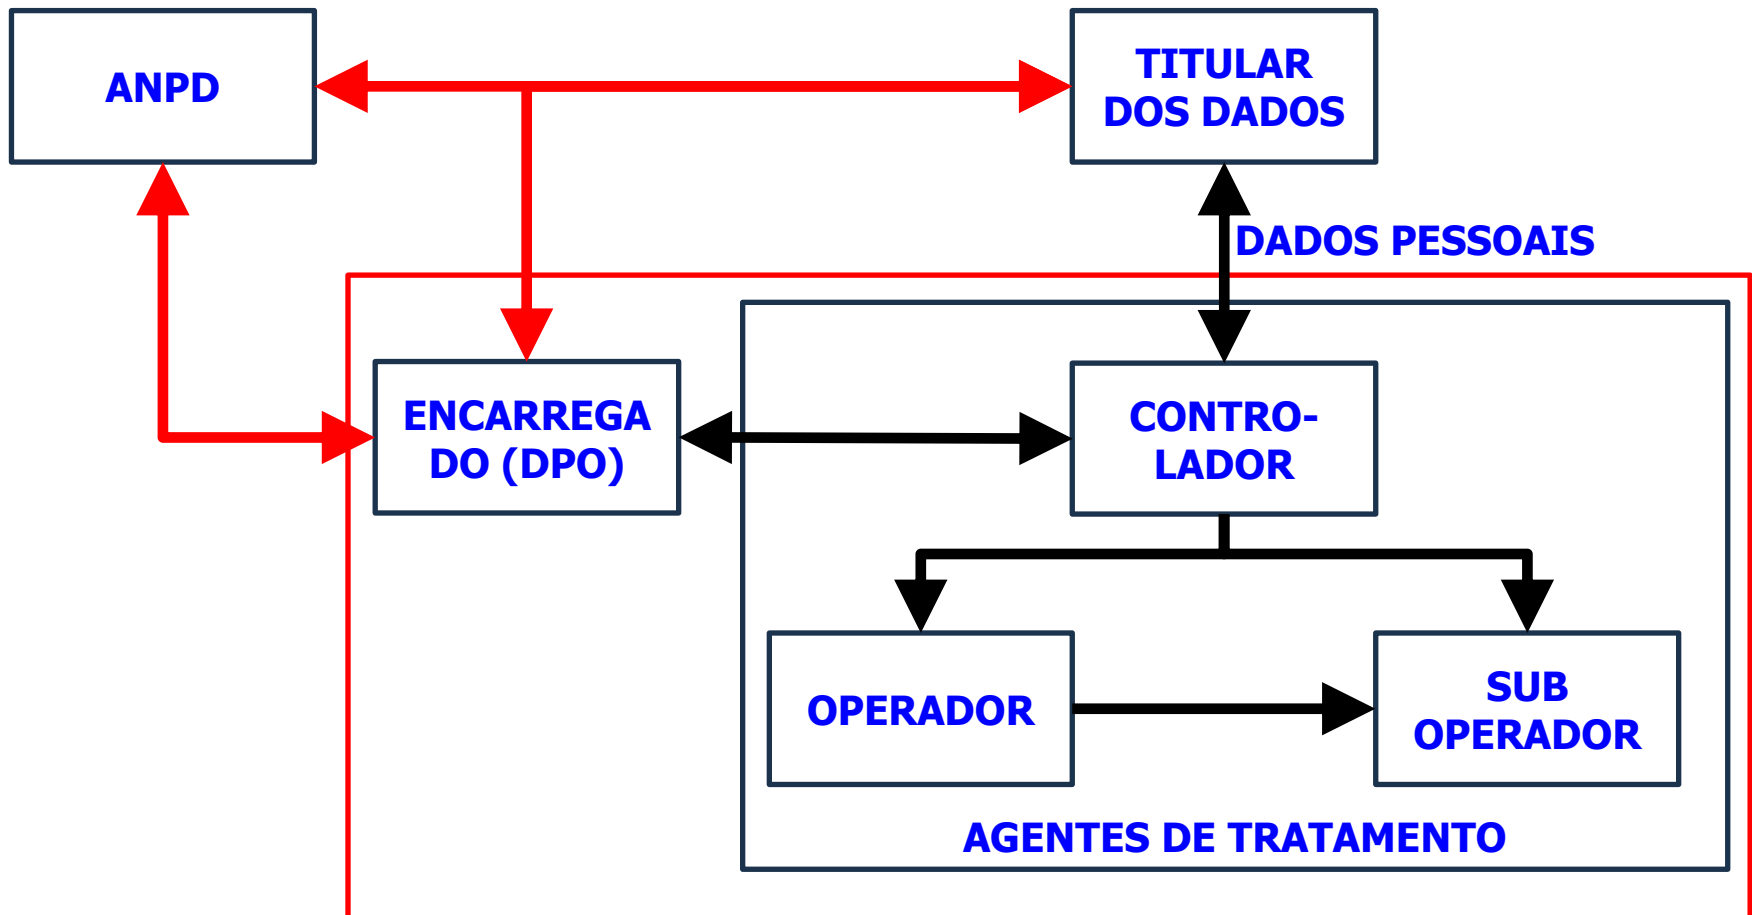 ANPD
TITULAR
DOS DADOS
DADOS PESSOAIS
ENCARREGA
DO (DPO)
CONTRO-
LADOR
OPERADOR
SUB
OPERADOR
AGENTES DE TRATAMENTO